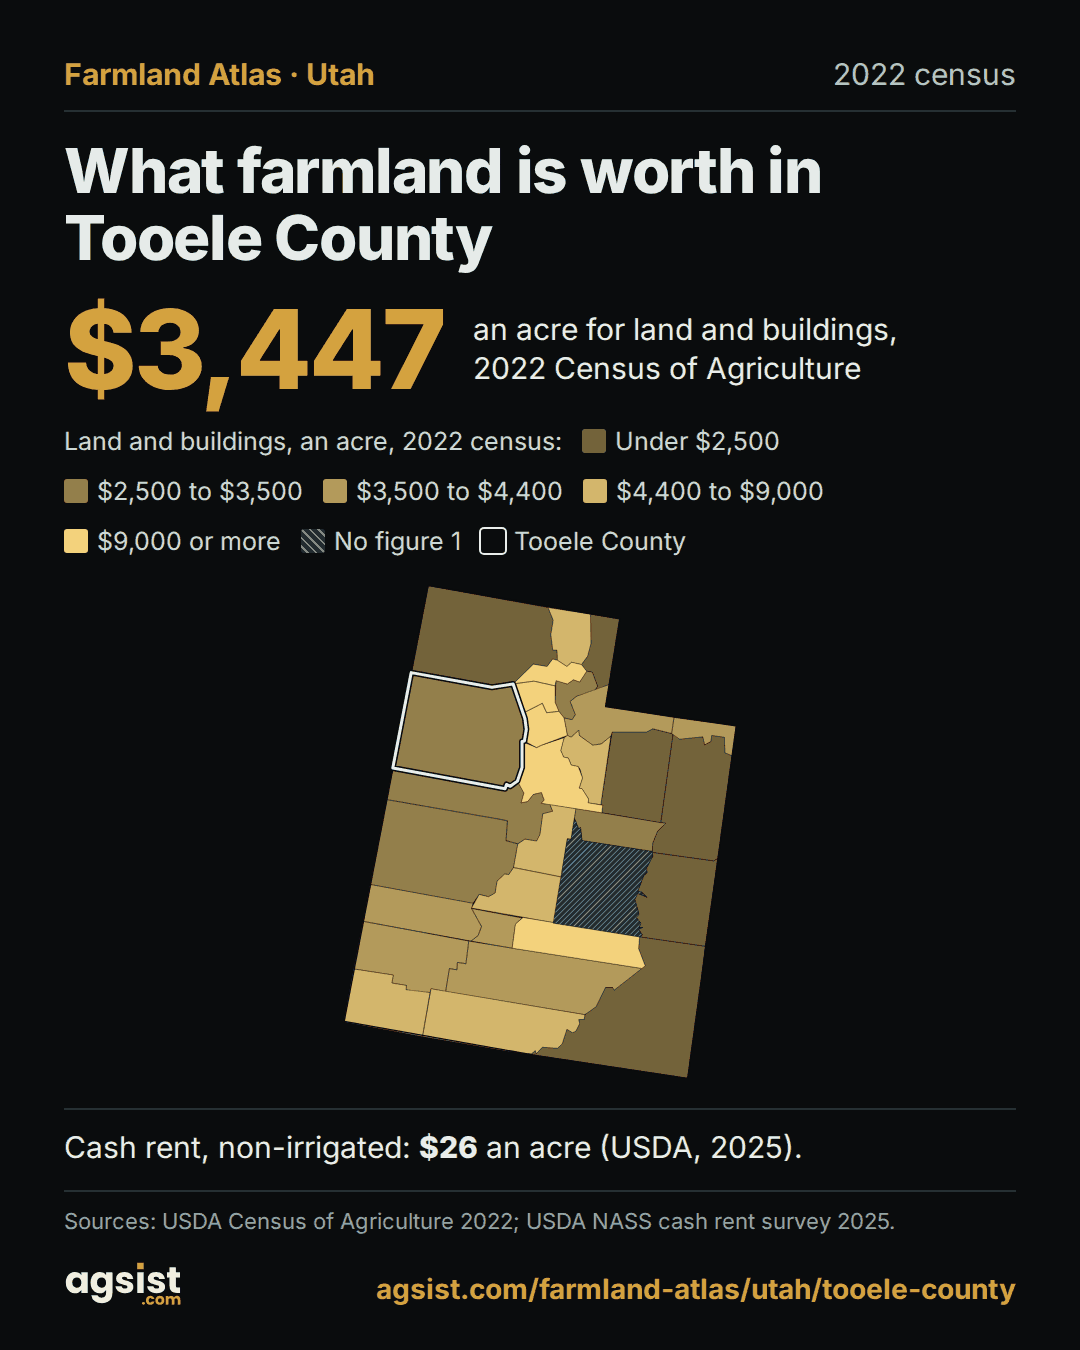 Farmland Atlas · Utah
2022 census
What farmland is worth in
Tooele County
$3,447
an acre for land and buildings,
2022 Census of Agriculture
Land and buildings, an acre, 2022 census: Under $2,500
$2,500 to $3,500 $3,500 to $4,400 $4,400 to $9,000
$9,000 or more No figure 1 Tooele County
Cash rent, non-irrigated: $26 an acre (USDA, 2025).
Sources: USDA Census of Agriculture 2022; USDA NASS cash rent survey 2025.
agsist
.com
agsist.com/farmland-atlas/utah/tooele-county